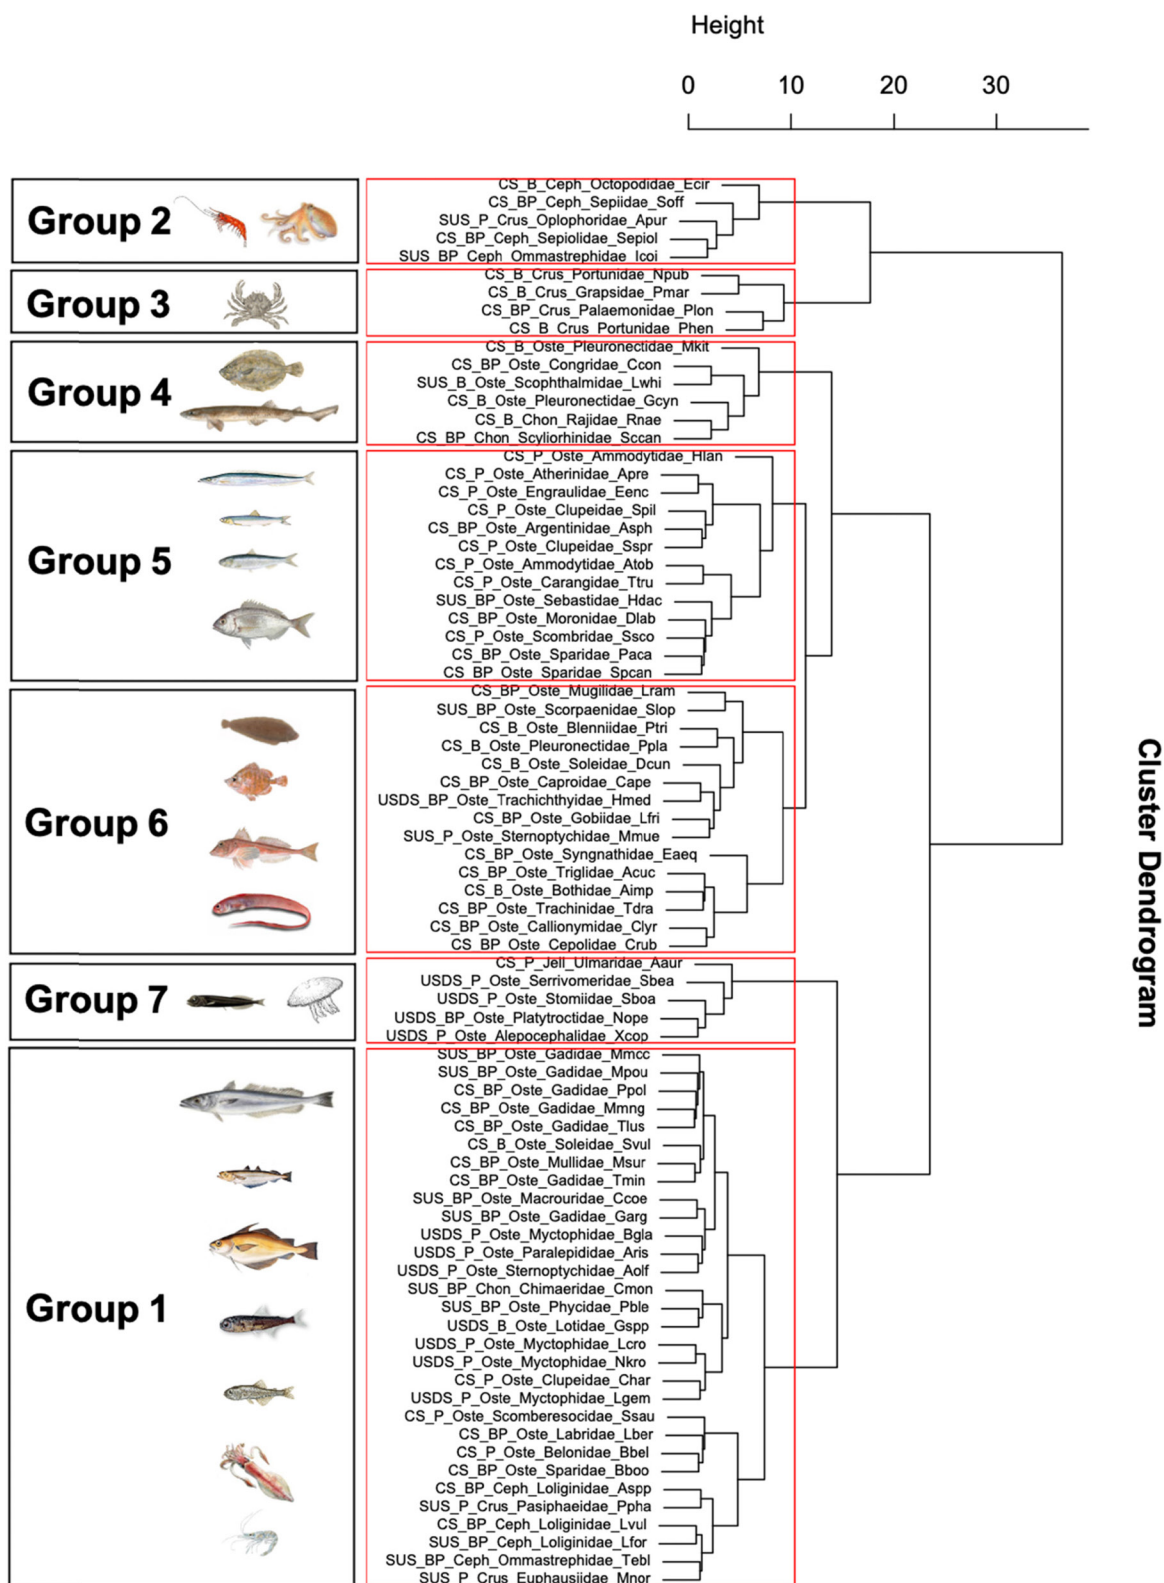 Height
0 10 20 30
Group 2
CS_B_Ceph_Octopodidae_Ecir
CS_BP_Ceph_Sepiidae_Soff
SUS_P_Crus_Oplophoridae_Apur
CS_BP_Ceph_Sepiolidae_Sepiol
SUS_BP_Ceph_Ommastrephidae_Icoi
Group 3
CS_B_Crus_Portunidae_Npub
CS_B_Crus_Grapsidae_Pmar
CS_BP_Crus_Palaemonidae_Plon
CS_B_Crus_Portunidae_Phen
Group 4
CS_B_Oste_Pleuronectidae_Mkit
CS_BP_Oste_Congridae_Ccon
SUS_B_Oste_Scophthalmidae_Lwhi
CS_B_Oste_Pleuronectidae_Gcyn
CS_B_Chon_Rajidae_Rnae
CS_BP_Chon_Scyliorhinidae_Sccan
Group 5
CS_P_Oste_Ammodytidae_Hlan
CS_P_Oste_Atherinidae_Apre
CS_P_Oste_Engraulidae_Eenc
CS_P_Oste_Clupeidae_Spil
CS_BP_Oste_Argentinidae_Asph
CS_P_Oste_Clupeidae_Sspr
CS_P_Oste_Ammodytidae_Atob
CS_P_Oste_Carangidae_Ttru
SUS_BP_Oste_Sebastidae_Hdac
CS_BP_Oste_Moronidae_Dlab
CS_P_Oste_Scombridae_Ssco
CS_BP_Oste_Sparidae_Paca
CS_BP_Oste_Sparidae_Spcan
Group 6
CS_BP_Oste_Mugilidae_Lram
SUS_BP_Oste_Scorpaenidae_Slop
CS_B_Oste_Blenniidae_Ptri
CS_B_Oste_Pleuronectidae_Ppla
CS_B_Oste_Soleidae_Dcun
CS_BP_Oste_Caproidae_Cape
USDS_BP_Oste_Trachichthyidae_Hmed
CS_BP_Oste_Gobiidae_Lfri
SUS_P_Oste_Sternoptychidae_Mmue
CS_BP_Oste_Syngnathidae_Eaeq
CS_BP_Oste_Triglidae_Acuc
CS_B_Oste_Bothidae_Aimp
CS_BP_Oste_Trachinidae_Tdra
CS_BP_Oste_Callionymidae_Clyr
CS_BP_Oste_Cepolidae_Crub
Group 7
CS_P_Jell_Ulmaridae_Aaur
USDS_P_Oste_Serrivomeridae_Sbea
USDS_P_Oste_Stomiidae_Sboa
USDS_BP_Oste_Platytroctidae_Nope
USDS_P_Oste_Alepocephalidae_Xcop
Group 1
SUS_BP_Oste_Gadidae_Mmcc
SUS_BP_Oste_Gadidae_Mpou
CS_BP_Oste_Gadidae_Ppol
CS_BP_Oste_Gadidae_Mmng
CS_BP_Oste_Gadidae_Tlus
CS_B_Oste_Soleidae_Svul
CS_BP_Oste_Mullidae_Msur
CS_BP_Oste_Gadidae_Tmin
SUS_BP_Oste_Macrouridae_Ccoe
SUS_BP_Oste_Gadidae_Garg
USDS_P_Oste_Myctophidae_Bgla
USDS_P_Oste_Paralepididae_Aris
USDS_P_Oste_Sternoptychidae_Aolf
SUS_BP_Chon_Chimaeridae_Cmon
SUS_BP_Oste_Phycidae_Pble
USDS_B_Oste_Lotidae_Gspp
USDS_P_Oste_Myctophidae_Lcro
USDS_P_Oste_Myctophidae_Nkro
CS_P_Oste_Clupeidae_Char
USDS_P_Oste_Myctophidae_Lgem
CS_P_Oste_Scomberesocidae_Ssau
CS_BP_Oste_Labridae_Lber
CS_P_Oste_Belonidae_Bbel
CS_BP_Oste_Sparidae_Bboo
CS_BP_Ceph_Loliginidae_Aspp
SUS_P_Crus_Pasiphaeidae_Ppha
CS_BP_Ceph_Loliginidae_Lvul
SUS_BP_Ceph_Loliginidae_Lfor
SUS_BP_Ceph_Ommastrephidae_Tebl
SUS_P_Crus_Euphausiidae_Mnor
Cluster Dendrogram